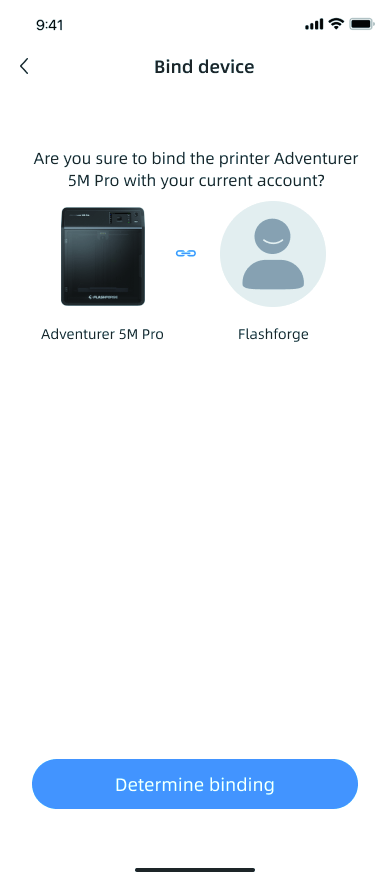 9:41
Bind device
Are you sure to bind the printer Adventurer
5M Pro with your current account?
FLASHFORGE
Adventurer 5M Pro
Flashforge
Determine binding